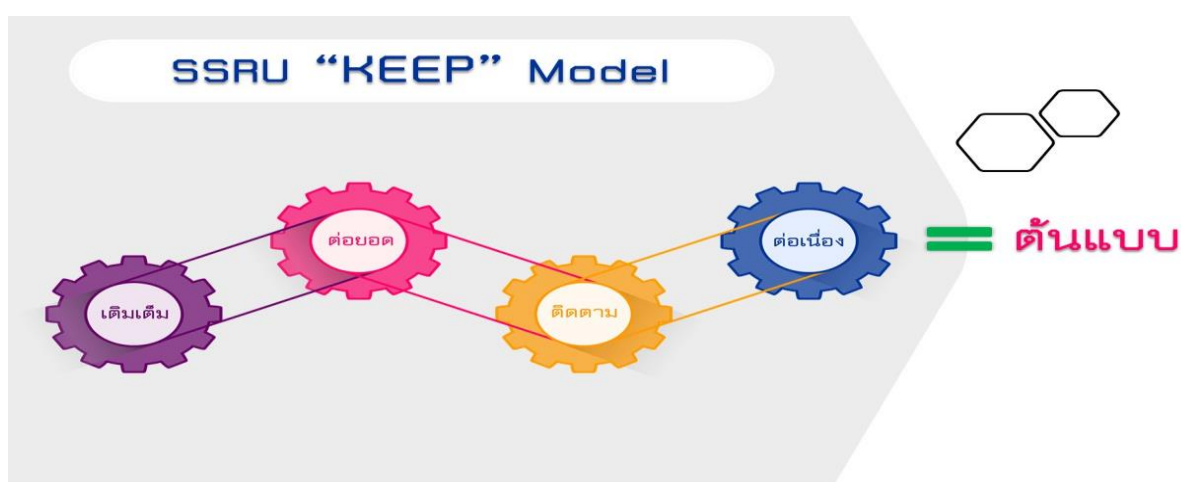 SSRU “KEEP” Model
เติมเต็ม
ต่อยอด
ติดตาม
ต่อเนื่อง
= ต้นแบบ